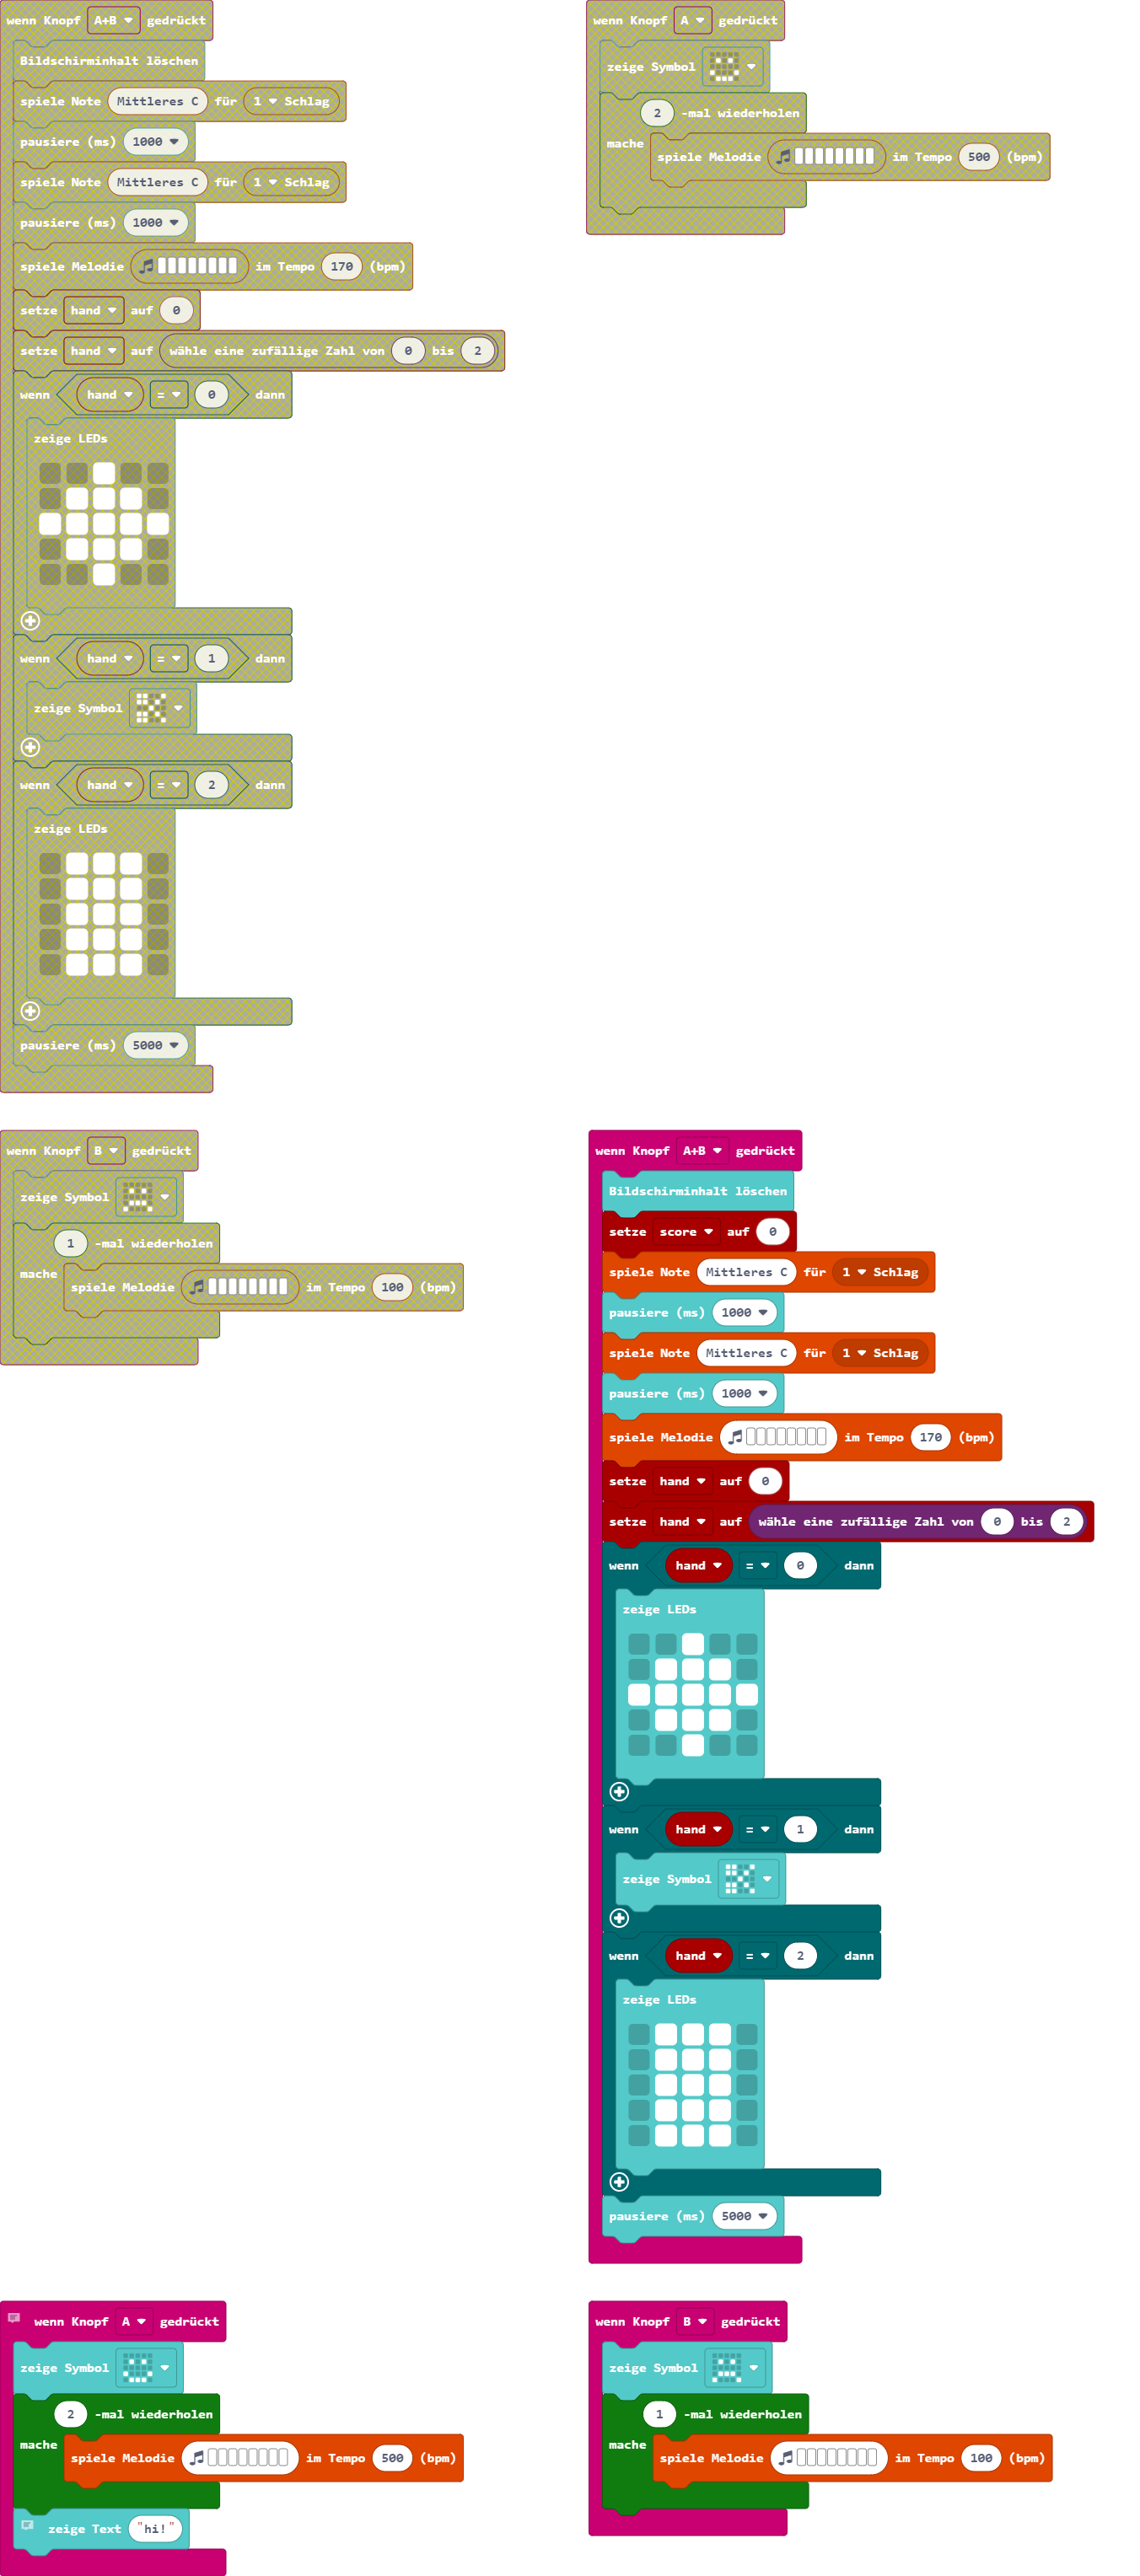 wenn Knopf A+B gedrückt
Bildschirminhalt löschen
spiele Note Mittleres C für 1 Schlag
pausiere (ms) 1000
spiele Note Mittleres C für 1 Schlag
pausiere (ms) 1000
spiele Melodie im Tempo 170 (bpm)
setze hand auf 0
setze hand auf wähle eine zufällige Zahl von 0 bis 2
wenn hand = 0 dann
zeige LEDs
wenn hand = 1 dann
zeige Symbol
wenn hand = 2 dann
zeige LEDs
pausiere (ms) 5000
wenn Knopf A gedrückt
zeige Symbol
2 -mal wiederholen
mache spiele Melodie im Tempo 500 (bpm)
wenn Knopf B gedrückt
zeige Symbol
1 -mal wiederholen
mache spiele Melodie im Tempo 100 (bpm)
wenn Knopf A+B gedrückt
Bildschirminhalt löschen
setze score auf 0
spiele Note Mittleres C für 1 Schlag
pausiere (ms) 1000
spiele Note Mittleres C für 1 Schlag
pausiere (ms) 1000
spiele Melodie im Tempo 170 (bpm)
setze hand auf 0
setze hand auf wähle eine zufällige Zahl von 0 bis 2
wenn hand = 0 dann
zeige LEDs
wenn hand = 1 dann
zeige Symbol
wenn hand = 2 dann
zeige LEDs
pausiere (ms) 5000
wenn Knopf A gedrückt
zeige Symbol
2 -mal wiederholen
mache spiele Melodie im Tempo 500 (bpm)
zeige Text "hi!"
wenn Knopf B gedrückt
zeige Symbol
1 -mal wiederholen
mache spiele Melodie im Tempo 100 (bpm)